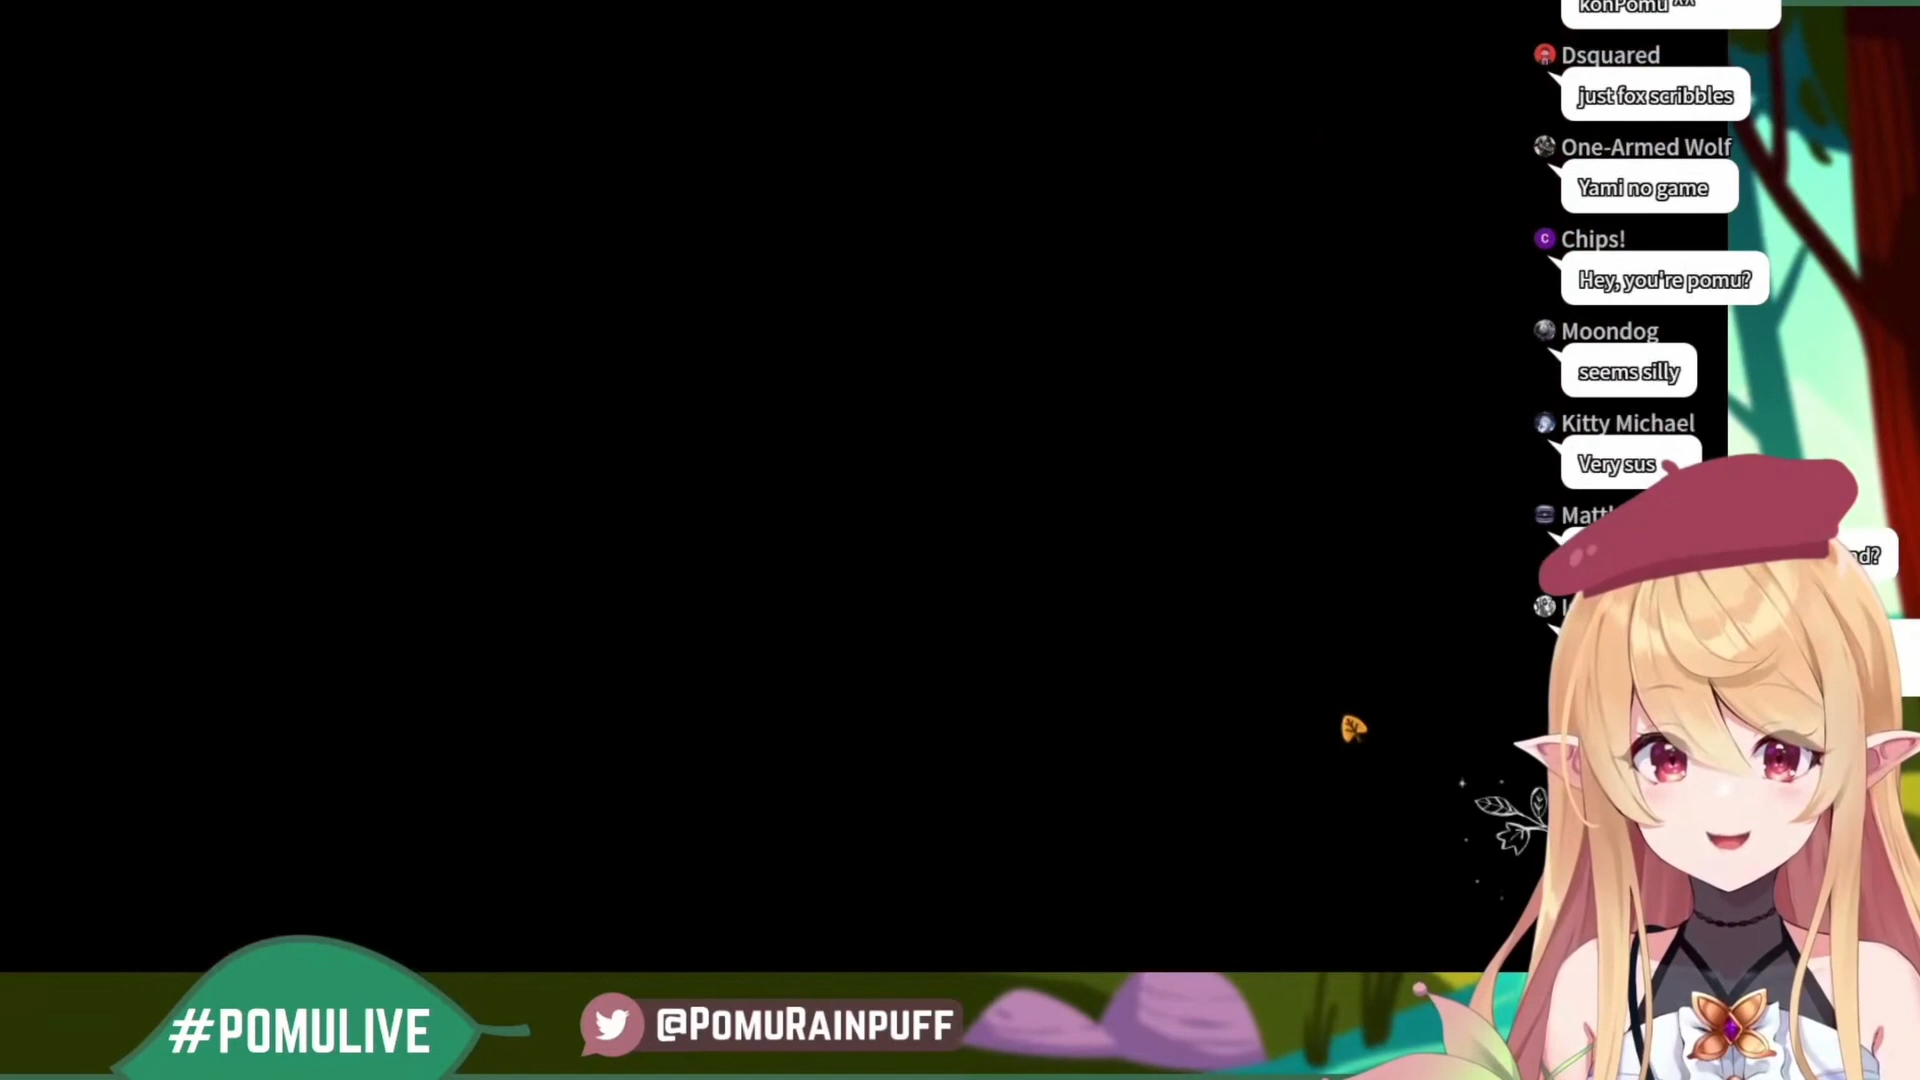 konPomu ^^
Dsquared
just fox scribbles
One-Armed Wolf
Yami no game
Chips!
C
Hey, you're pomu?
Moondog
seems silly
Kitty Michael
Very sus
#POMULIVE
@POMURAINPUFF